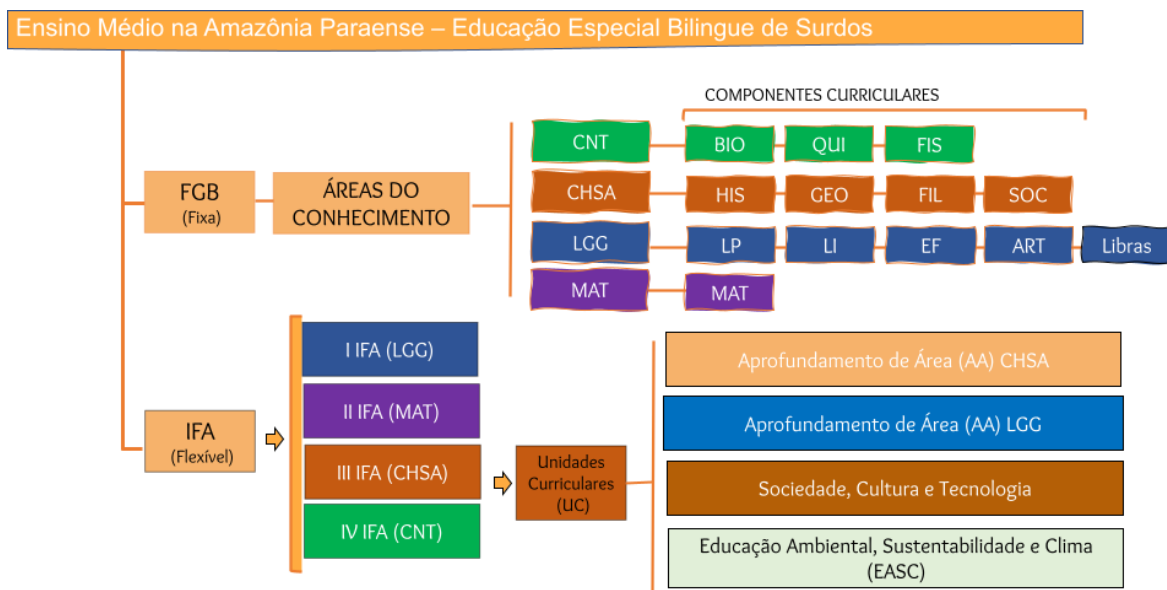 Ensino Médio na Amazônia Paraense – Educação Especial Bilingue de Surdos
COMPONENTES CURRICULARES
FGB
(Fixa)
ÁREAS DO
CONHECIMENTO
CNT
BIO
QUI
FIS
CHSA
HIS
GEO
FIL
SOC
LGG
LP
LI
EF
ART
Libras
MAT
MAT
IFA
(Flexível)
I IFA (LGG)
II IFA (MAT)
III IFA (CHSA)
IV IFA (CNT)
Unidades
Curriculares
(UC)
Aprofundamento de Área (AA) CHSA
Aprofundamento de Área (AA) LGG
Sociedade, Cultura e Tecnologia
Educação Ambiental, Sustentabilidade e Clima
(EASC)